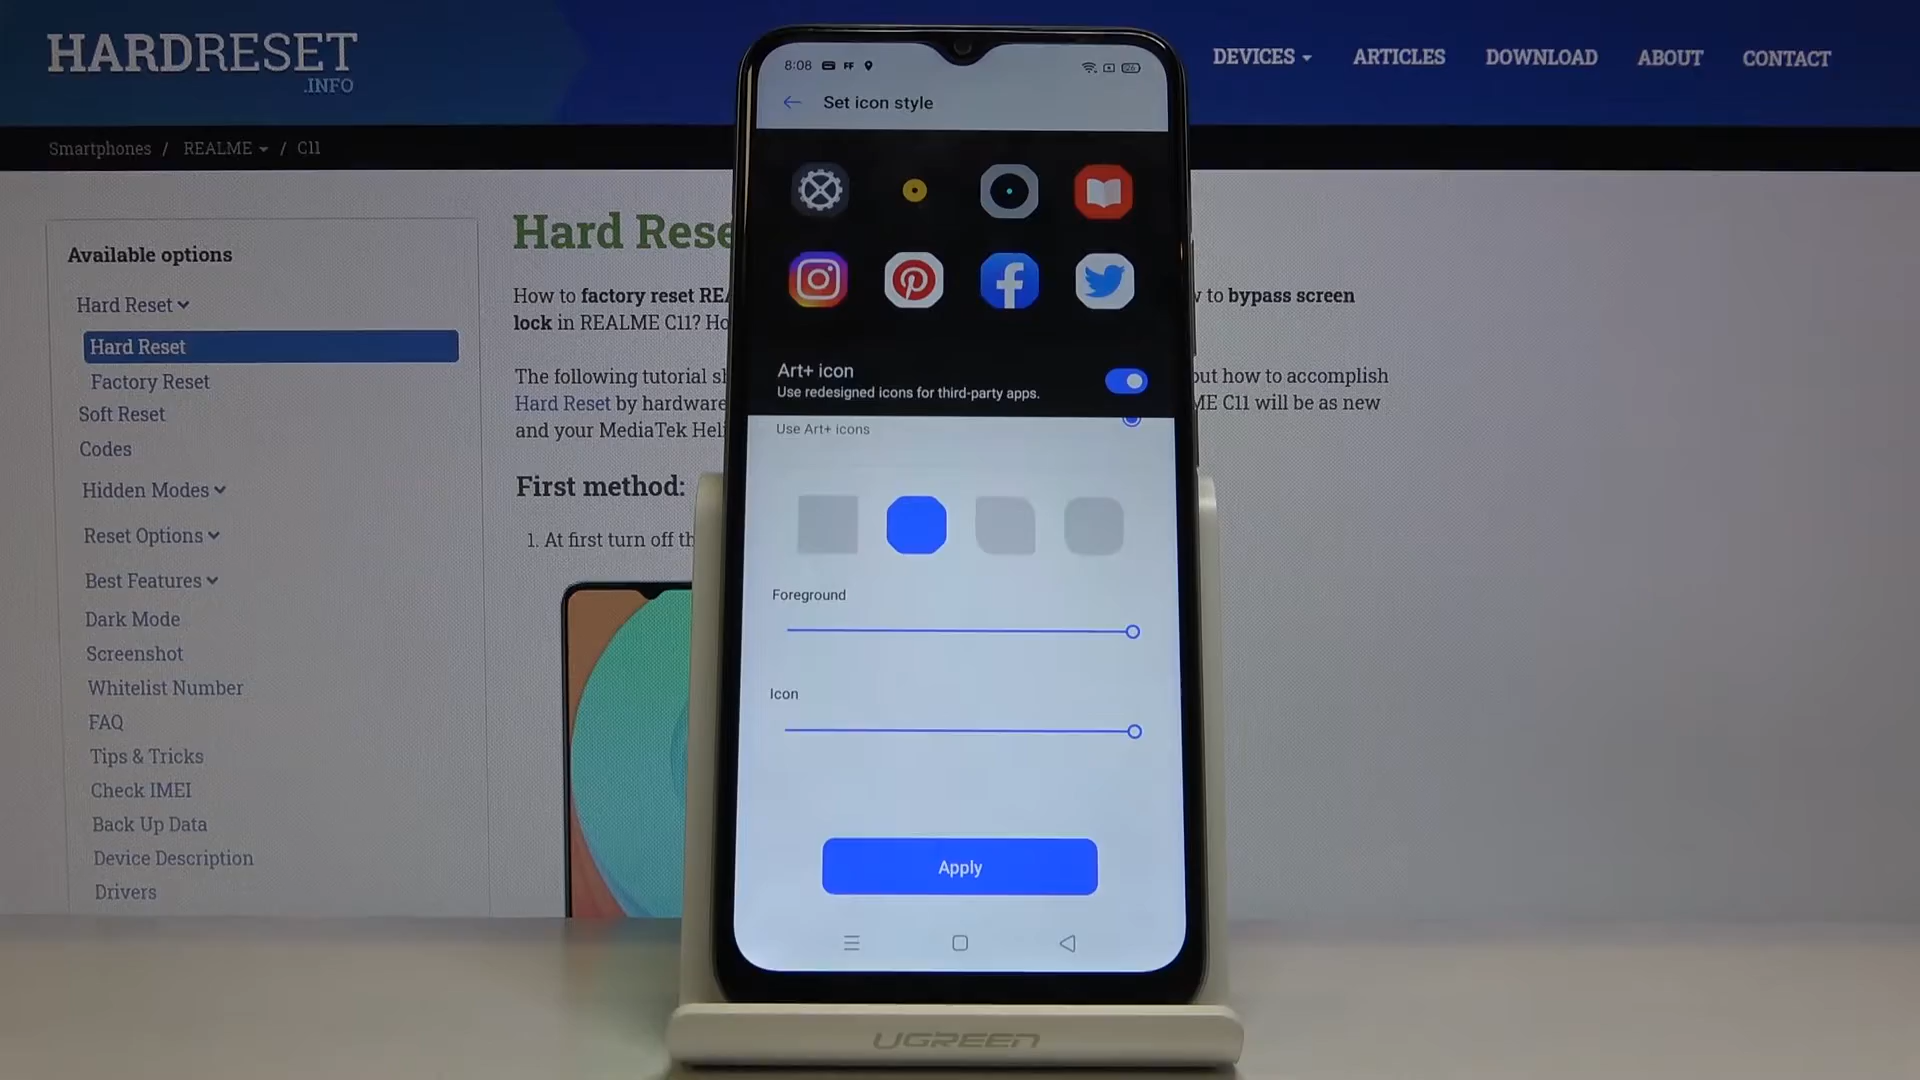 HARDRESET
.INFO
DEVICES
ARTICLES
DOWNLOAD
ABOUT
CONTACT
Smartphones / REALME / C11
Available options
Hard Reset
Hard Reset
Factory Reset
Soft Reset
Codes
Hidden Modes
Reset Options
Best Features
Dark Mode
Screenshot
Whitelist Number
FAQ
Tips & Tricks
Check IMEI
Back Up Data
Device Description
Drivers
Hard Rese
How to factory reset RE
to bypass screen
lock in REALME C11? Ho
The following tutorial sh
out how to accomplish
Hard Reset by hardware
ME C11 will be as new
and your MediaTek Heli
First method:
1. At first turn off th
8:08 FF
Set icon style
Art+ icon
Use redesigned icons for third-party apps.
Use Art+ icons
Foreground
Icon
Apply
UGREEN